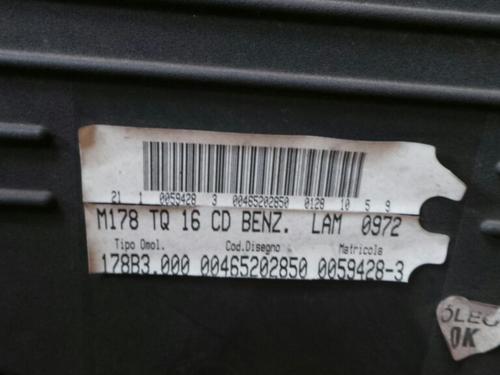 21 1 0059428 3 00465202850 0128 10 5 9
M178 TQ 16 CD BENZ. LAM 0972
Tipo Omol. Cod.Disegno Matricola
178B3.000 00465202850 0059428-3
ÖLEC
OK